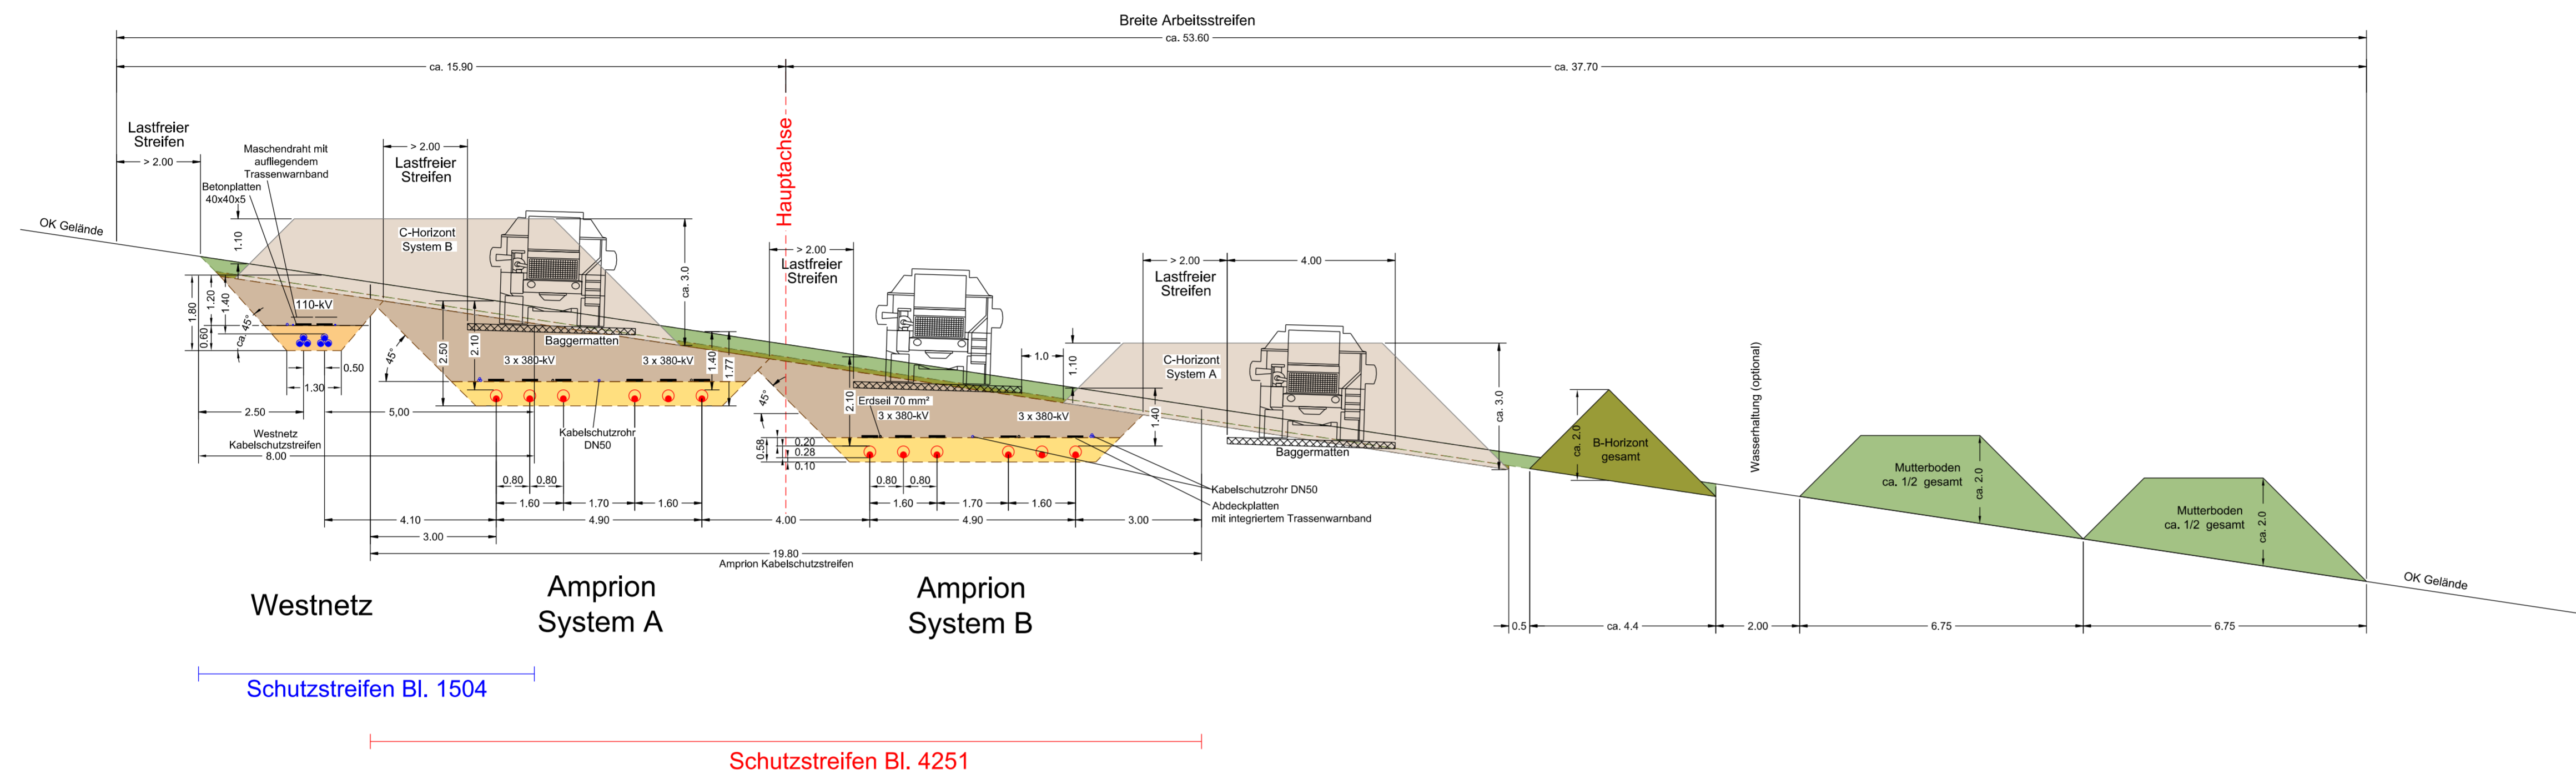 Breite Arbeitsstreifen
ca. 53.60
ca. 15.90
ca. 37.70
Lastfreier
Streifen
> 2.00
Maschendraht mit
aufliegendem
Trassenwarnband
Betonplatten
40x40x5
> 2.00
Lastfreier
Streifen
Hauptachse
OK Gelände
1.10
C-Horizont
System B
ca. 3.0
> 2.00
Lastfreier
Streifen
> 2.00
Lastfreier
Streifen
4.00
1.80
1.20
1.40
0.60
ca. 45°
110-kV
0.50
1.30
2.50
5,00
Westnetz
Kabelschutzstreifen
8.00
45°
2.50
2.10
Baggermatten
3 x 380-kV
3 x 380-kV
1.40
1.77
Kabelschutzrohr
DN50
0.80
0.80
1.60
1.70
1.60
4.10
4.90
4.00
4.90
3.00
3.00
19.80
Amprion Kabelschutzstreifen
45°
2.10
1.0
1.10
Erdseil 70 mm²
3 x 380-kV
3 x 380-kV
1.40
0.58
0.20
0.28
0.10
0.80
0.80
1.60
1.70
1.60
Kabelschutzrohr DN50
Abdeckplatten
mit integriertem Trassenwarnband
C-Horizont
System A
Baggermatten
ca. 3.0
ca. 2.0
B-Horizont
gesamt
Wasserhaltung (optional)
Mutterboden
ca. 1/2 gesamt
ca. 2.0
Mutterboden
ca. 1/2 gesamt
ca. 2.0
OK Gelände
0.5
ca. 4.4
2.00
6.75
6.75
Westnetz
Amprion
System A
Amprion
System B
Schutzstreifen Bl. 1504
Schutzstreifen Bl. 4251